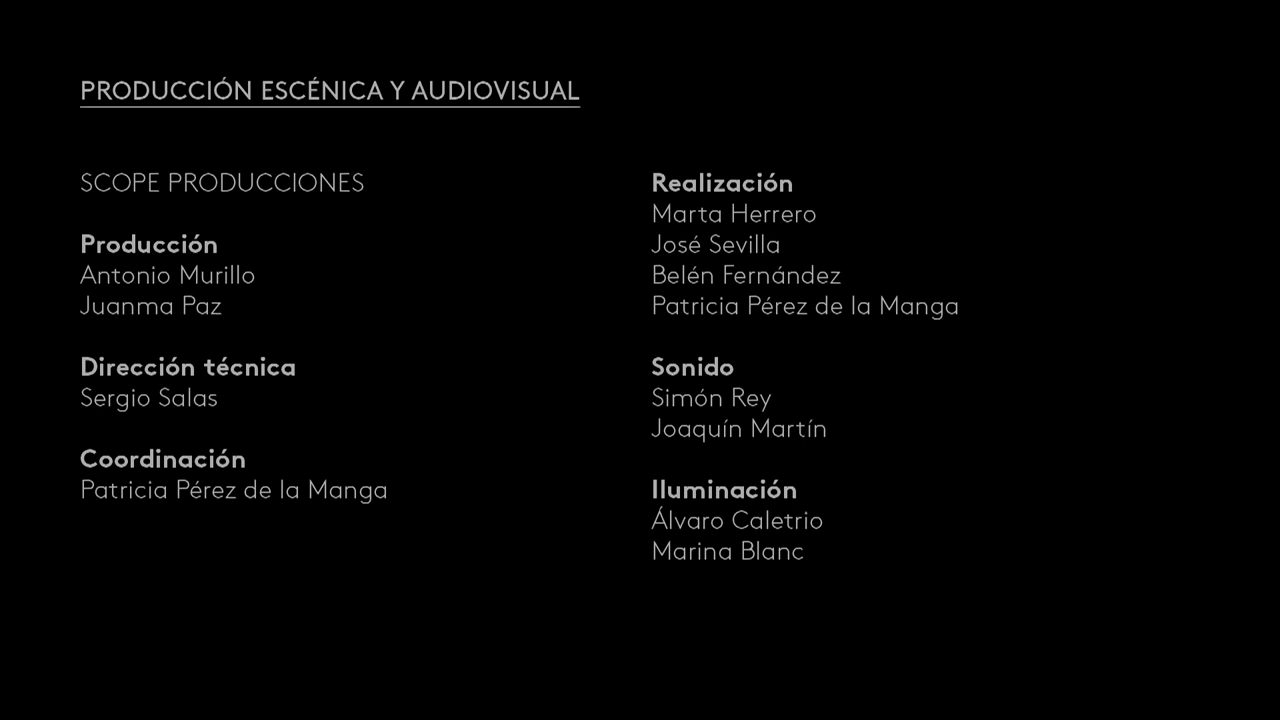 PRODUCCIÓN ESCÉNICA Y AUDIOVISUAL
SCOPE PRODUCCIONES
Producción
Antonio Murillo
Juanma Paz
Dirección técnica
Sergio Salas
Coordinación
Patricia Pérez de la Manga
Realización
Marta Herrero
José Sevilla
Belén Fernández
Patricia Pérez de la Manga
Sonido
Simón Rey
Joaquín Martín
Iluminación
Álvaro Caletrio
Marina Blanc